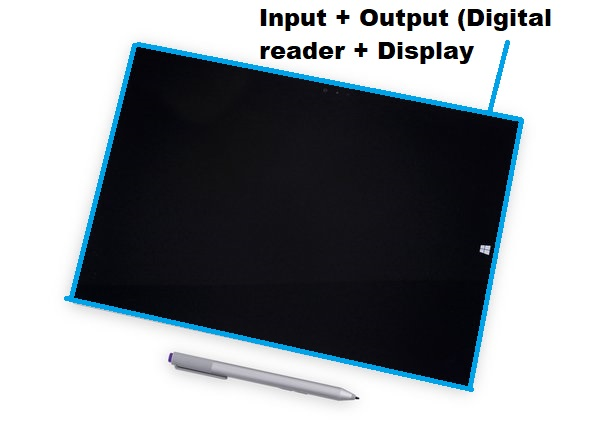 Input + Output (Digital
reader + Display